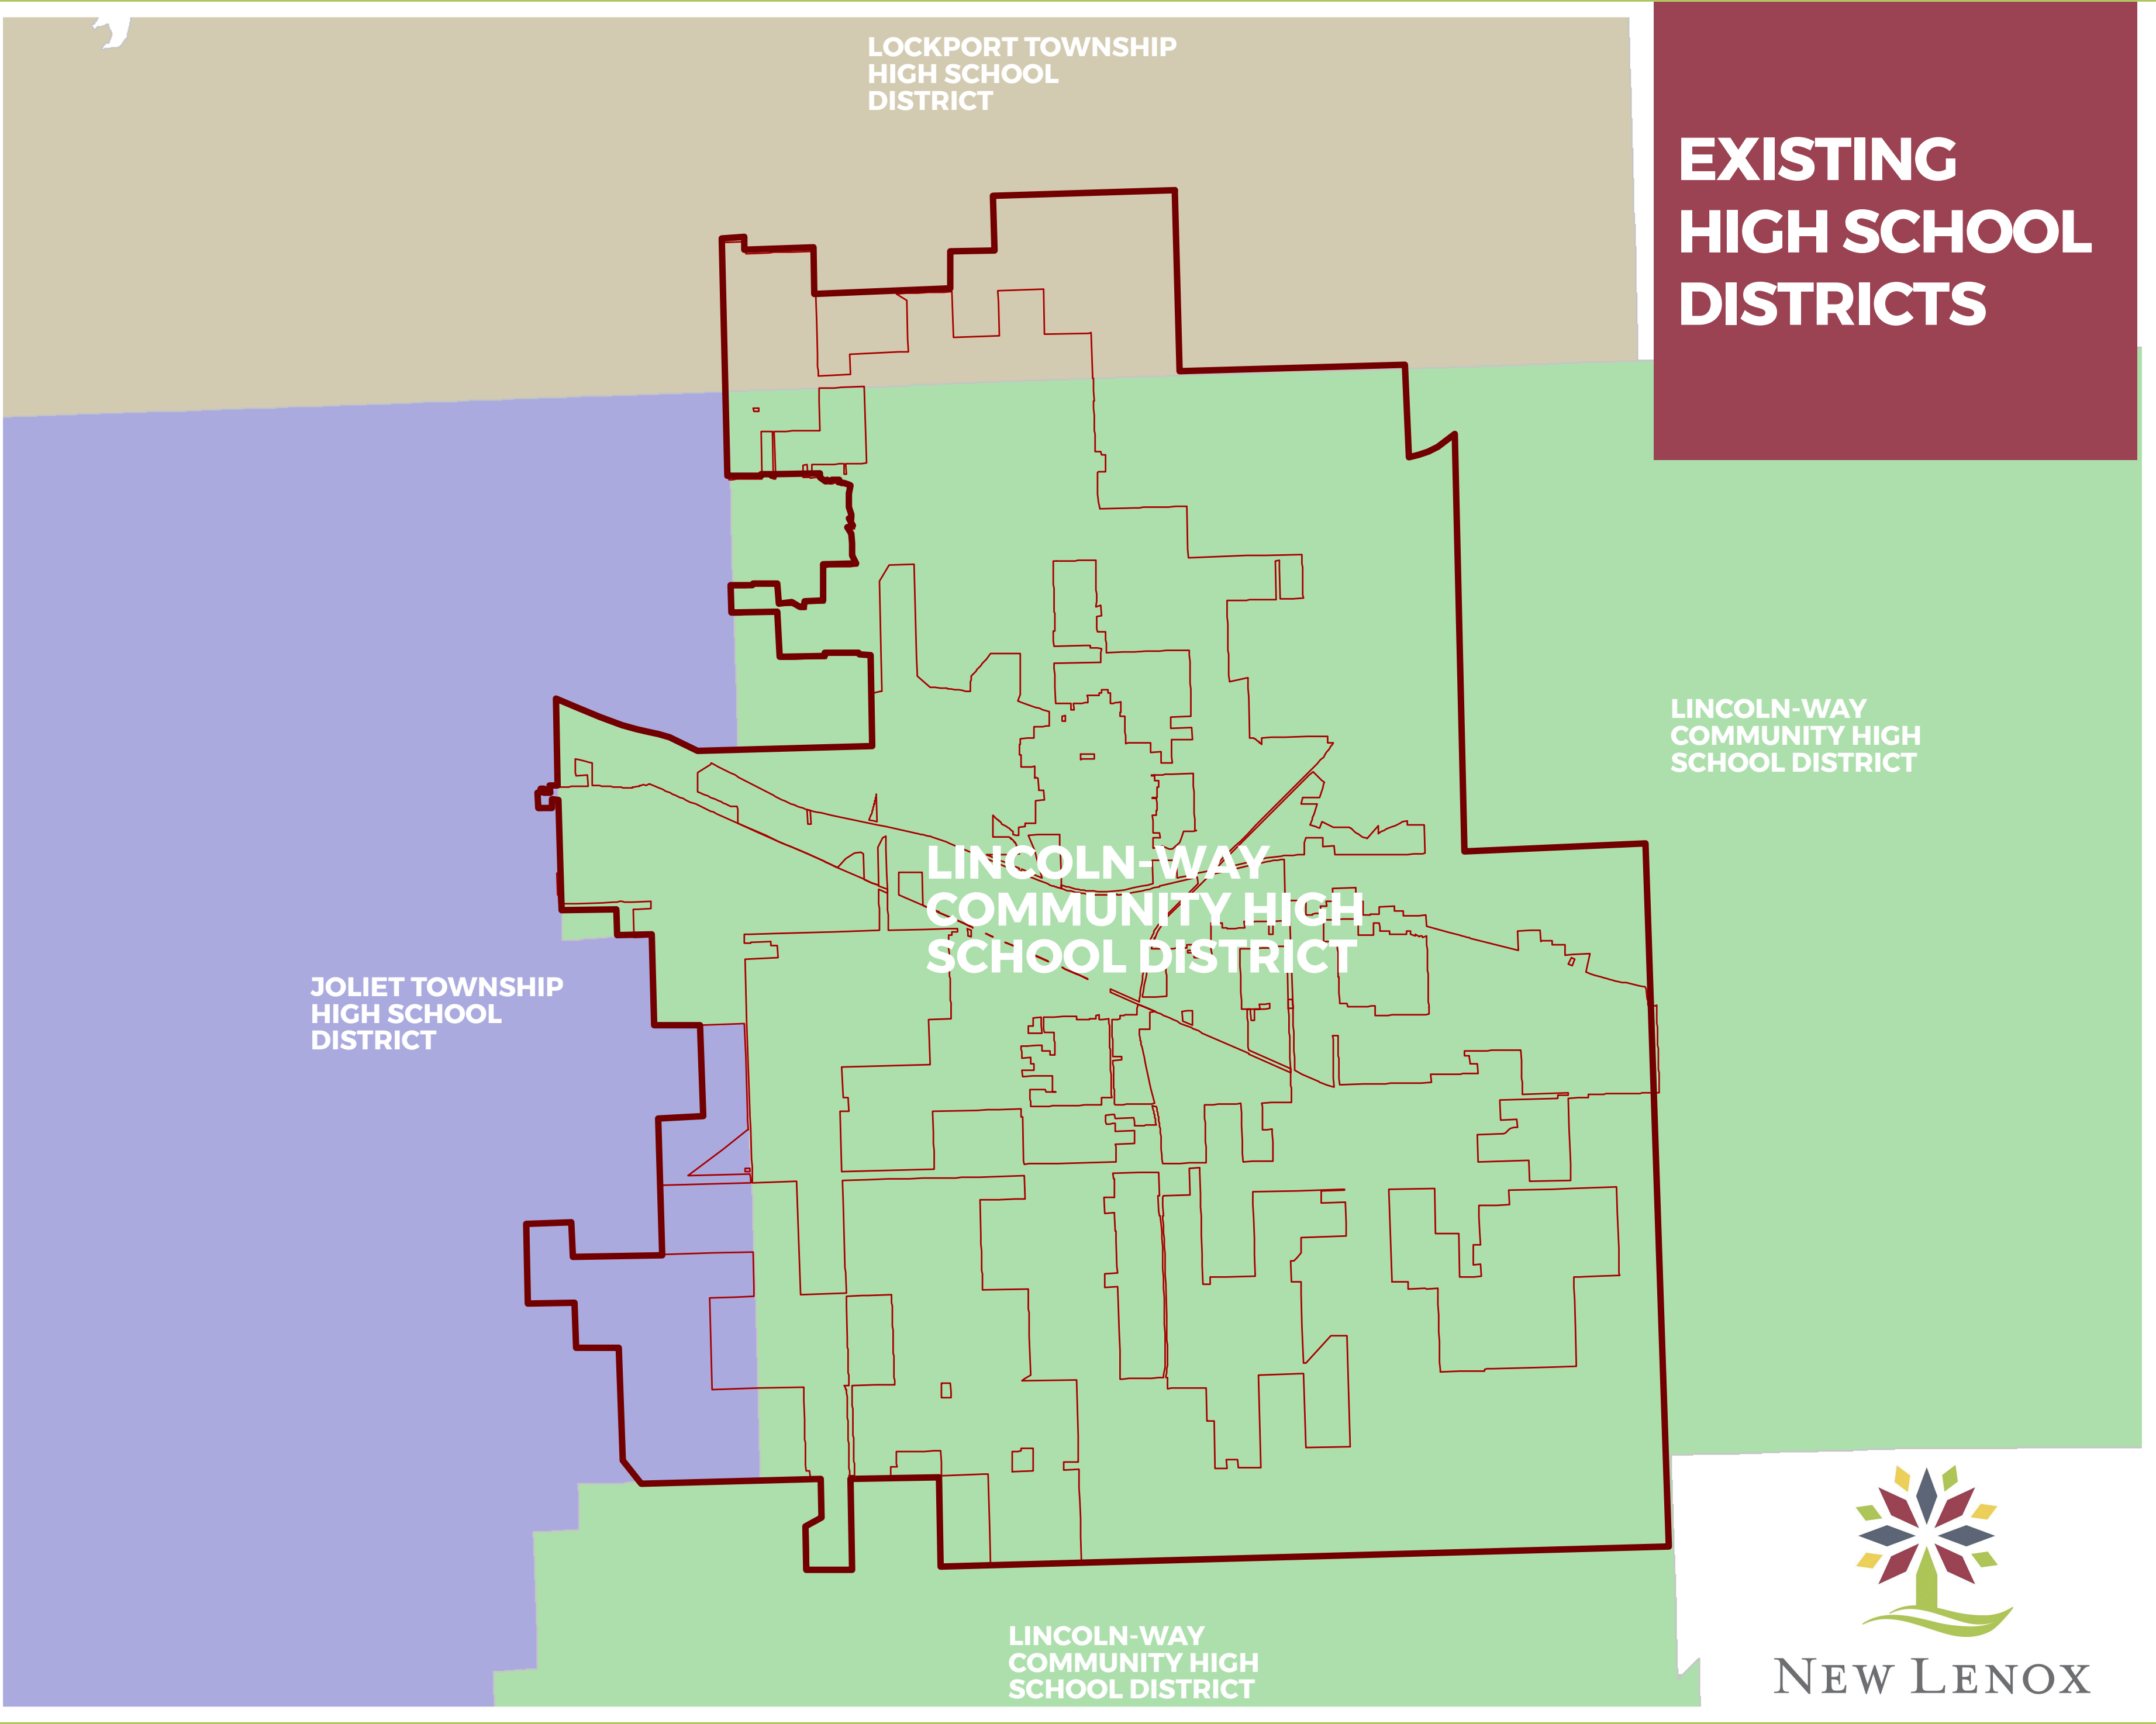 LOCKPORT TOWNSHIP
HIGH SCHOOL
DISTRICT
EXISTING
HIGH SCHOOL
DISTRICTS
LINCOLN-WAY
COMMUNITY HIGH
SCHOOL DISTRICT
LINCOLN-WAY
COMMUNITY HIGH
SCHOOL DISTRICT
JOLIET TOWNSHIP
HIGH SCHOOL
DISTRICT
LINCOLN-WAY
COMMUNITY HIGH
SCHOOL DISTRICT
NEW LENOX